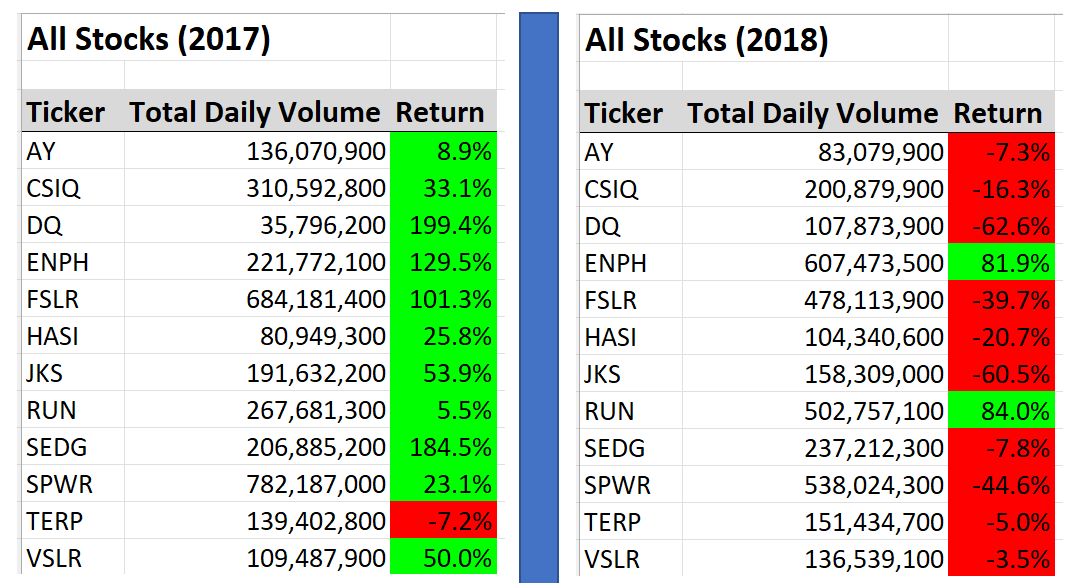 All Stocks (2017)
Ticker Total Daily Volume Return
AY 136,070,900 8.9%
CSIQ 310,592,800 33.1%
DQ 35,796,200 199.4%
ENPH 221,772,100 129.5%
FSLR 684,181,400 101.3%
HASI 80,949,300 25.8%
JKS 191,632,200 53.9%
RUN 267,681,300 5.5%
SEDG 206,885,200 184.5%
SPWR 782,187,000 23.1%
TERP 139,402,800 -7.2%
VSLR 109,487,900 50.0%
All Stocks (2018)
Ticker Total Daily Volume Return
AY 83,079,900 -7.3%
CSIQ 200,879,900 -16.3%
DQ 107,873,900 -62.6%
ENPH 607,473,500 81.9%
FSLR 478,113,900 -39.7%
HASI 104,340,600 -20.7%
JKS 158,309,000 -60.5%
RUN 502,757,100 84.0%
SEDG 237,212,300 -7.8%
SPWR 538,024,300 -44.6%
TERP 151,434,700 -5.0%
VSLR 136,539,100 -3.5%